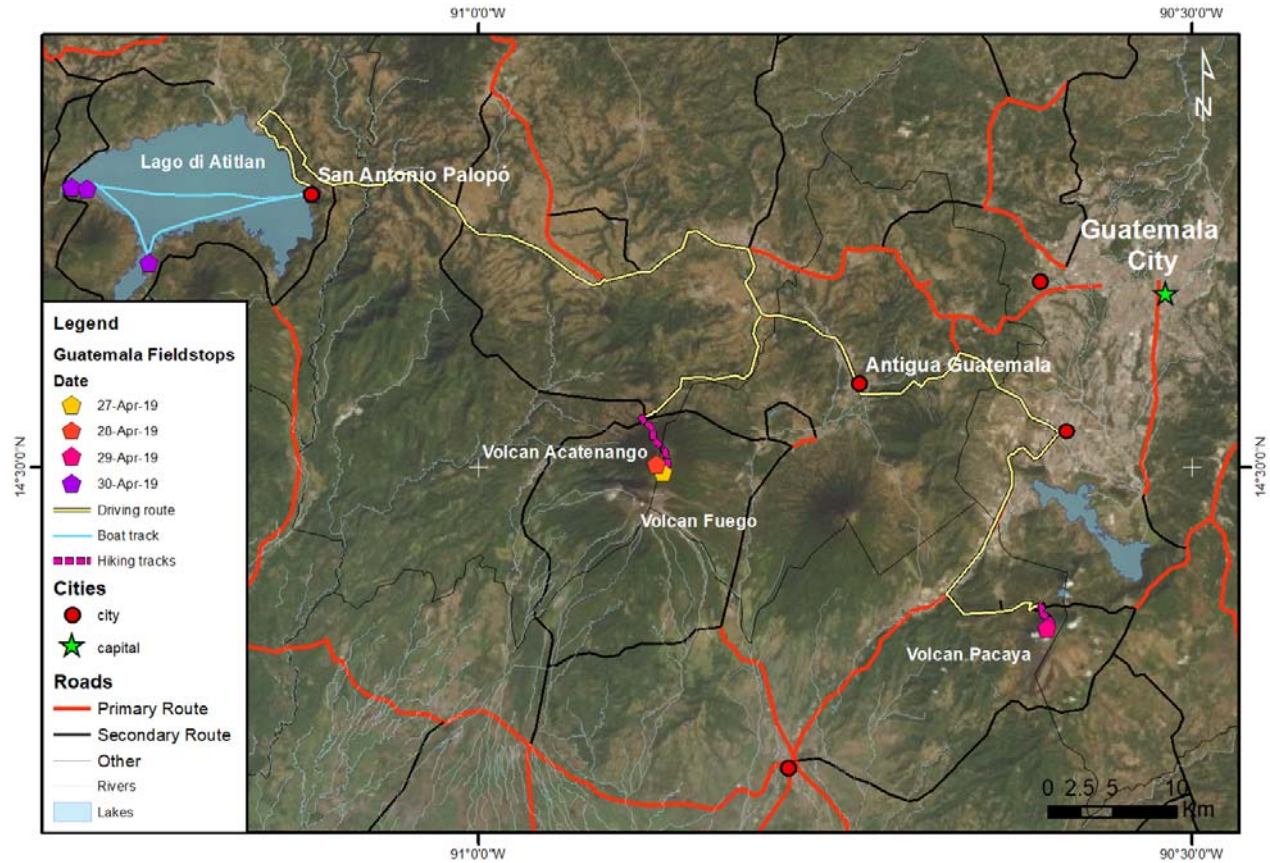 91°0'0"W
90°30'0"W
N
Lago di Atitlan
San Antonio Palopó
Guatemala
City
Antigua Guatemala
14°30'0"N
14°30'0"N
Volcan Acatenango
Volcan Fuego
Volcan Pacaya
Legend
Guatemala Fieldstops
Date
27-Apr-19
20-Apr-19
29-Apr-19
30-Apr-19
Driving route
Boat track
Hiking tracks
Cities
city
capital
Roads
Primary Route
Secondary Route
Other
Rivers
Lakes
0 2.5 5 10
Km
91°0'0"W
90°30'0"W